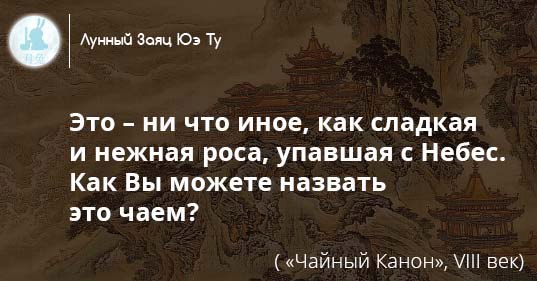 Лунный Заяц Юэ Ту
Это – ни что иное, как сладкая
и нежная роса, упавшая с Небес.
Как Вы можете назвать
это чаем?
( «Чайный Канон», VIII век)